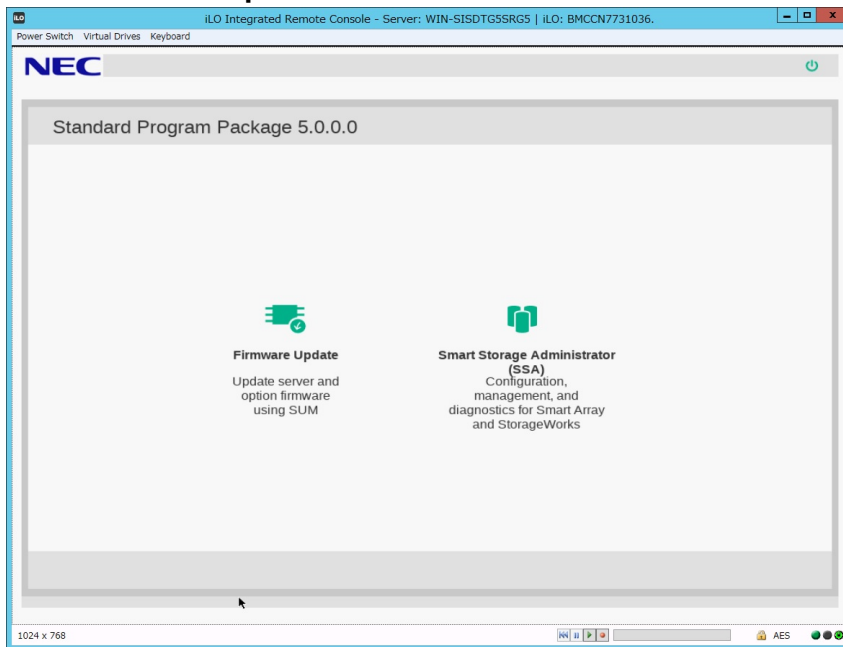 iLO
iLO Integrated Remote Console - Server: WIN-SISDTG5SRG5 | iLO: BMCCN7731036.
Power Switch Virtual Drives Keyboard
NEC
Standard Program Package 5.0.0.0
Firmware Update
Update server and
option firmware
using SUM
Smart Storage Administrator
(SSA)
Configuration,
management, and
diagnostics for Smart Array
and StorageWorks
1024 x 768
AES